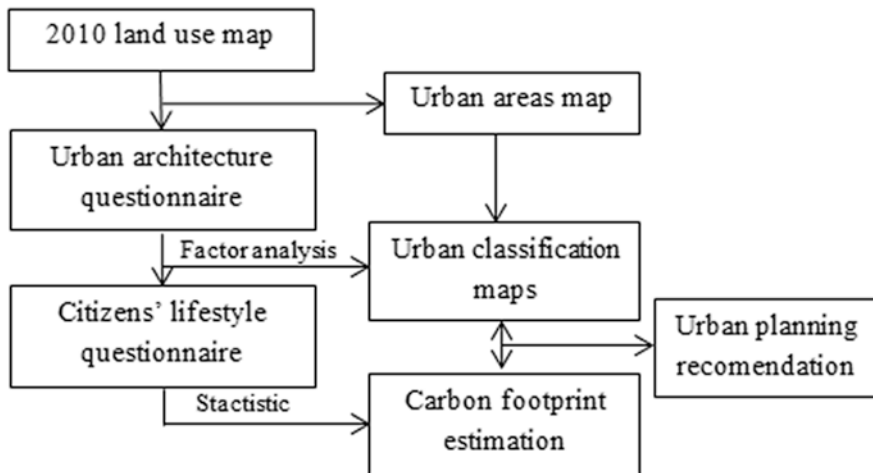 2010 land use map
Urban areas map
Urban architecture
questionnaire
Factor analysis
Urban classification
maps
Citizens' lifestyle
questionnaire
Urban planning
recomendation
Stactistic
Carbon footprint
estimation